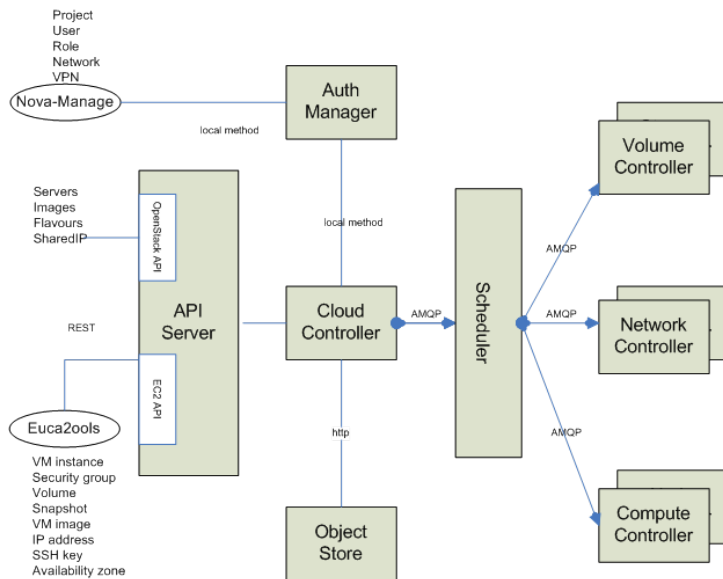 Project
User
Role
Network
VPN
Nova-Manage
Auth
Manager
local method
Servers
Images
Flavours
SharedIP
OpenStack API
API
Server
REST
EC2 API
Euca2ools
VM instance
Security group
Volume
Snapshot
VM image
IP address
SSH key
Availability zone
local method
Cloud
Controller
AMQP
http
Object
Store
Scheduler
AMQP
AMQP
AMQP
Volume
Controller
Network
Controller
Compute
Controller